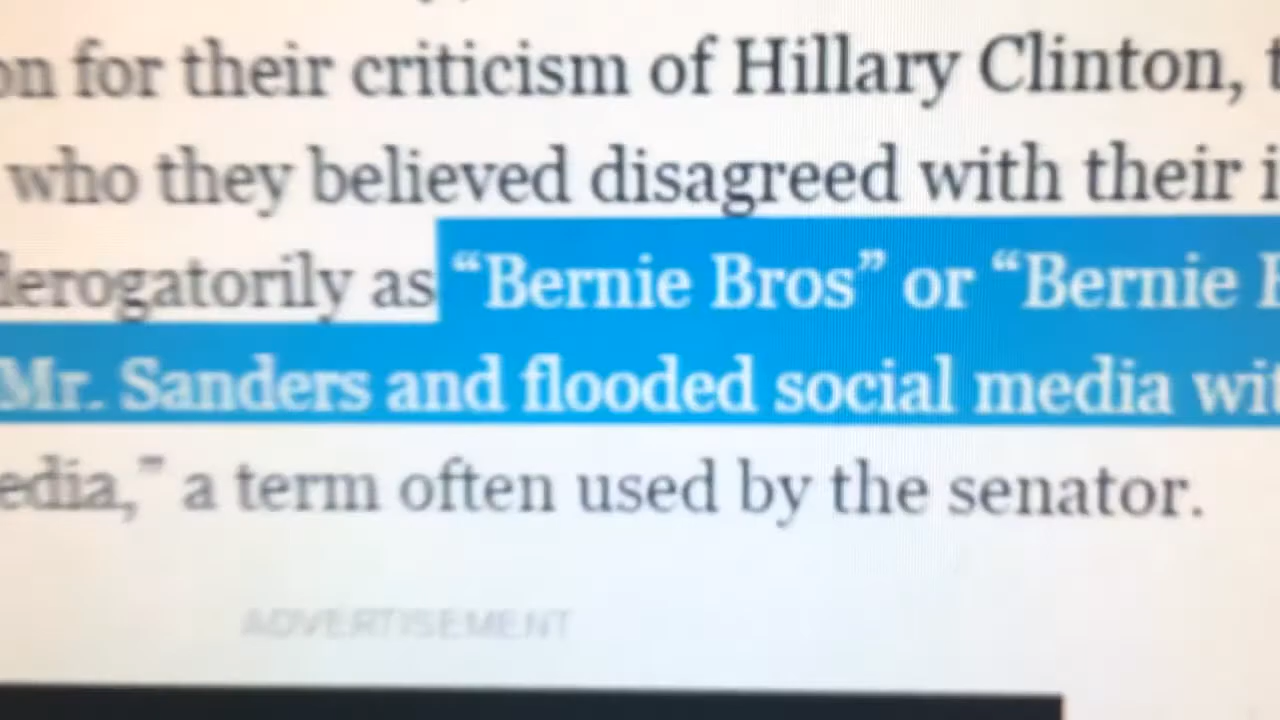 on for their criticism of Hillary Clinton,
who they believed disagreed with their
derogatorily as “Bernie Bros” or “Bernie
Mr. Sanders and flooded social media
edia,” a term often used by the senator.
ADVERTISEMENT